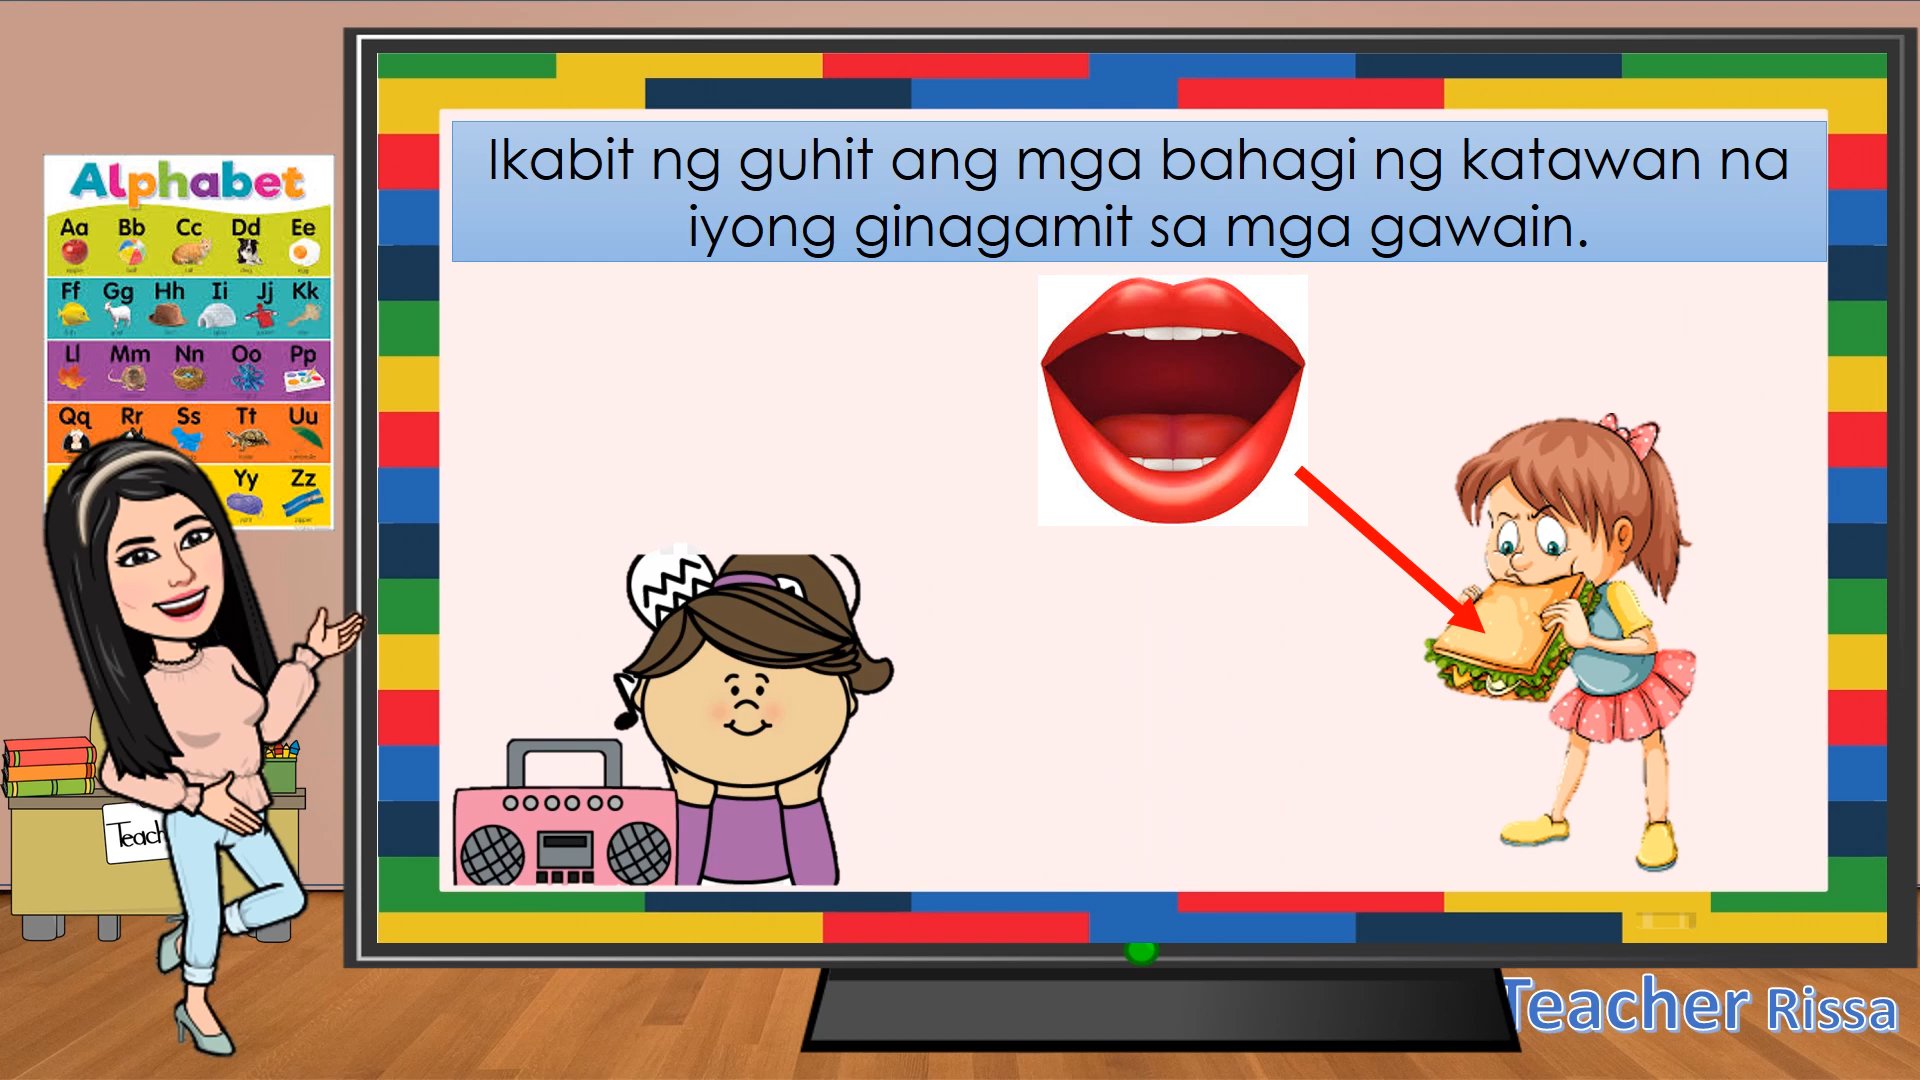 Ikabit ng guhit ang mga bahagi ng katawan na
iyong ginagamit sa mga gawain.
Alphabet
Aa Bb Cc Dd Ee
Ff Gg Hh Ii Jj Kk
Ll Mm Nn Oo Pp
Qq Rr Ss Tt Uu
Yy Zz
Teach
Teacher Rissa